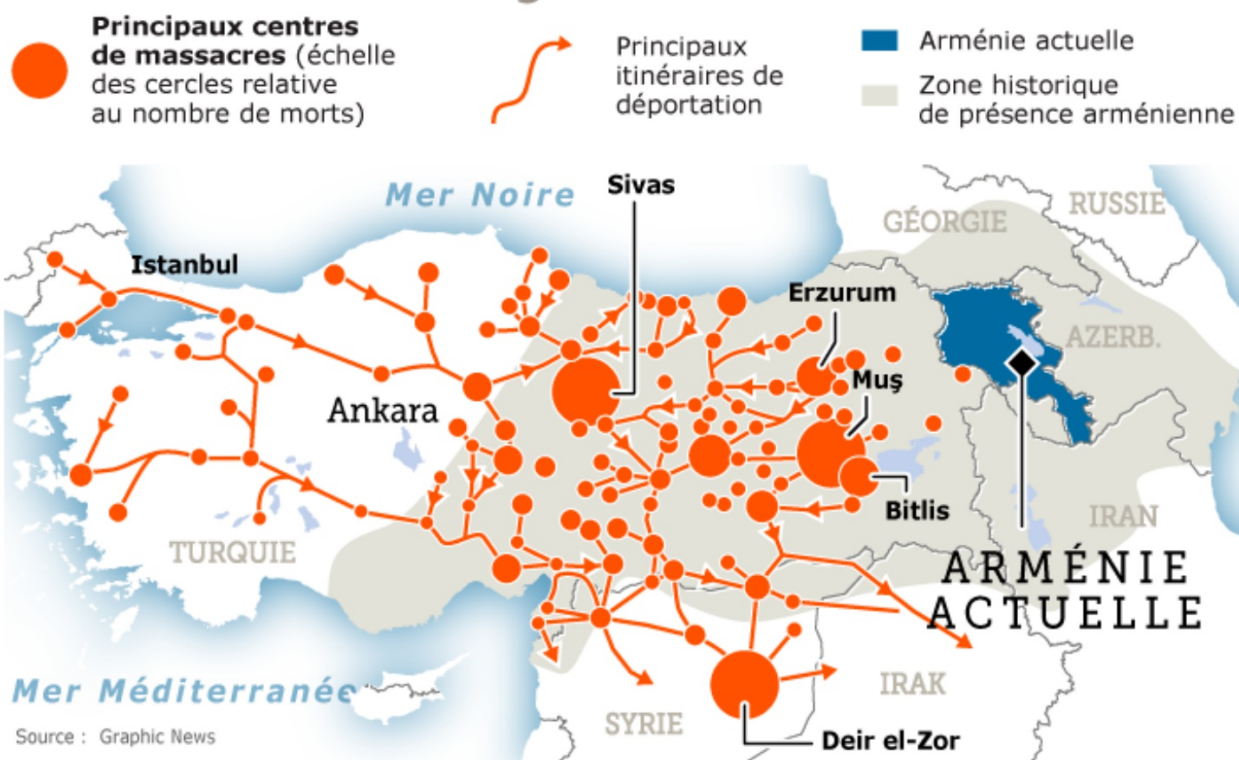 Principaux centres
de massacres (échelle
des cercles relative
au nombre de morts)
Principaux
itinéraires de
déportation
Arménie actuelle
Zone historique
de présence arménienne
Mer Noire
Sivas
GÉORGIE
RUSSIE
Istanbul
Erzurum
AZERB.
Muş
Ankara
Bitlis
IRAN
TURQUIE
ARMÉNIE
ACTUELLE
Mer Méditerranée
IRAK
SYRIE
Source : Graphic News
Deir el-Zor